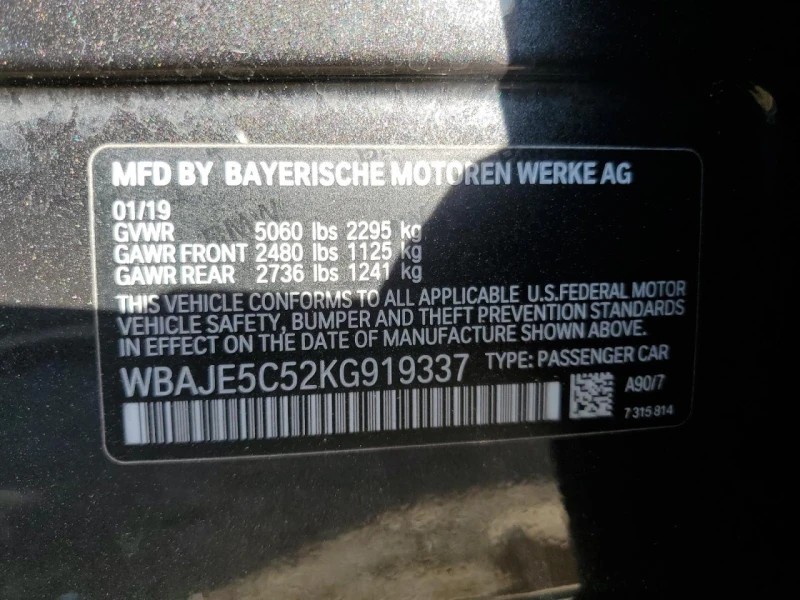 MFD BY BAYERISCHE MOTOREN WERKE AG
01/19
GVWR 5060 lbs 2295 kg
GAWR FRONT 2480 lbs 1125 kg
GAWR REAR 2736 lbs 1241 kg
THIS VEHICLE CONFORMS TO ALL APPLICABLE U.S.FEDERAL MOTOR
VEHICLE SAFETY, BUMPER AND THEFT PREVENTION STANDARDS
IN EFFECT ON THE DATE OF MANUFACTURE SHOWN ABOVE.
WBAJE5C52KG919337 TYPE: PASSENGER CAR
A90/7
7 315 814